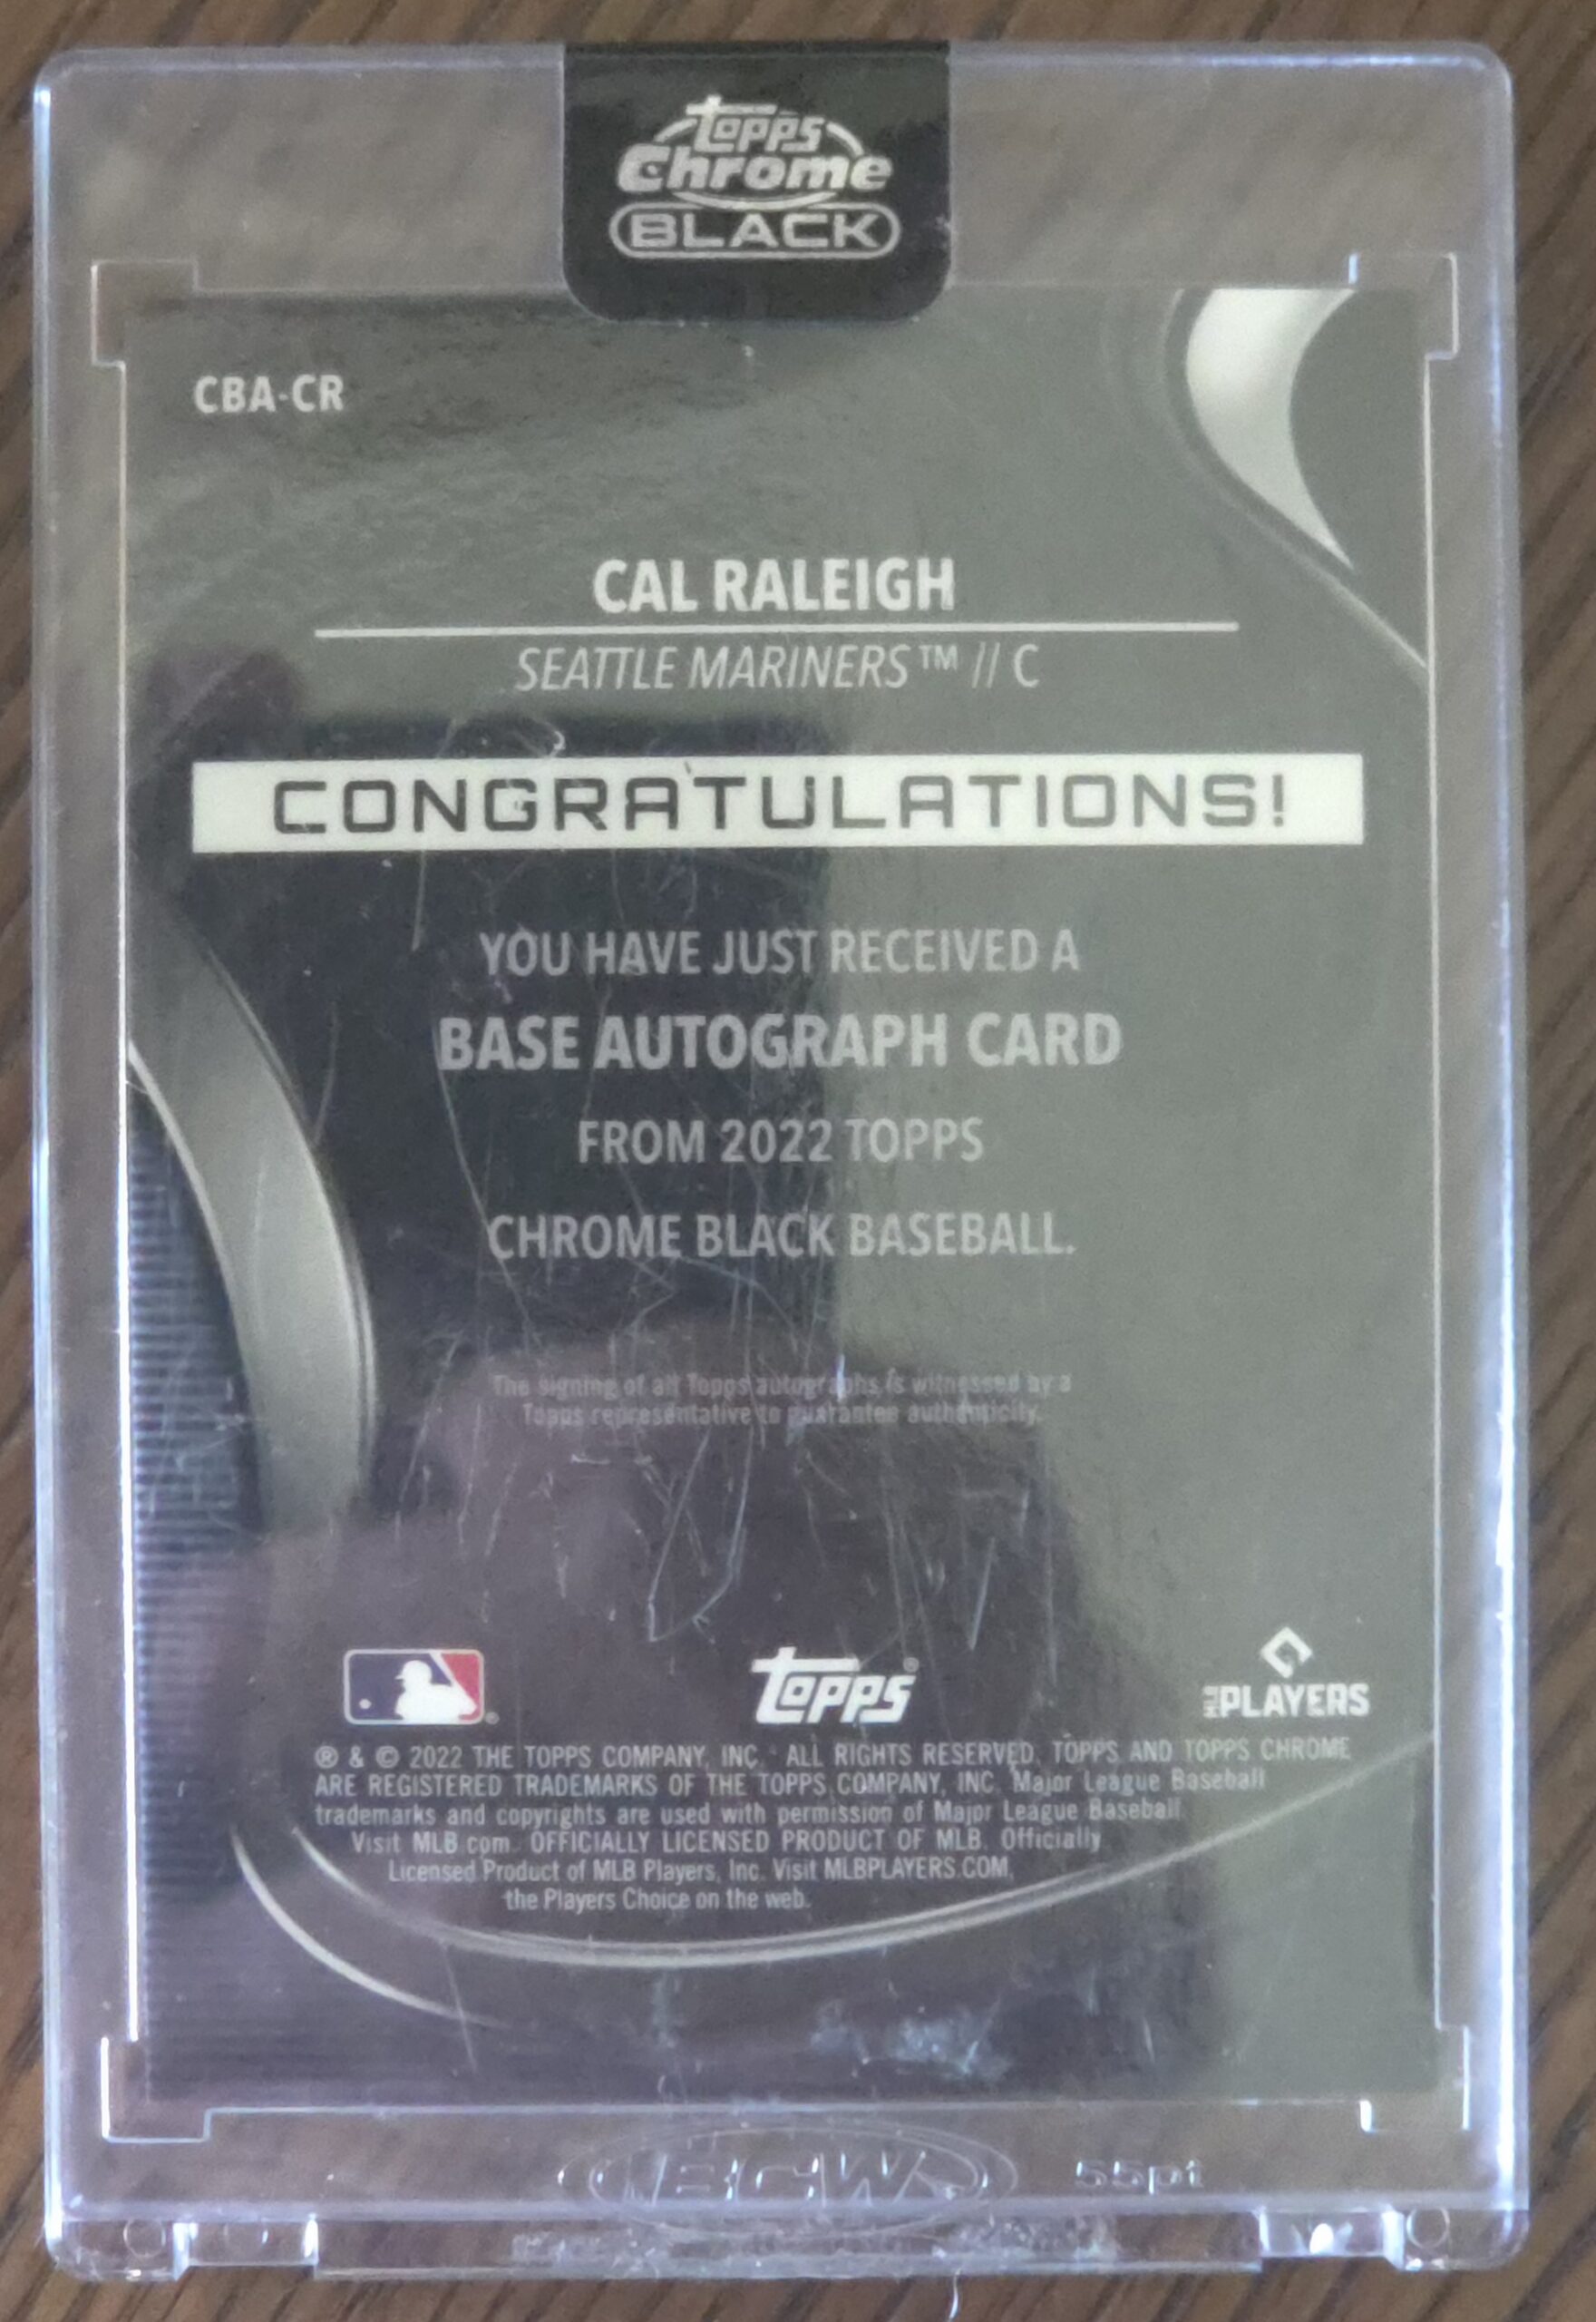 Topps
Chrome
BLACK
CBA-CR
CAL RALEIGH
SEATTLE MARINERS™ // C
CONGRATULATIONS!
YOU HAVE JUST RECEIVED A
BASE AUTOGRAPH CARD
FROM 2022 TOPPS
CHROME BLACK BASEBALL.
The signing of all Topps autographs is witnessed by a
Topps representative to guarantee authenticity.
Topps®
MLB PLAYERS
® & © 2022 THE TOPPS COMPANY, INC. ALL RIGHTS RESERVED. TOPPS AND TOPPS CHROME
ARE REGISTERED TRADEMARKS OF THE TOPPS COMPANY, INC. Major League Baseball
trademarks and copyrights are used with permission of Major League Baseball.
Visit MLB.com. OFFICIALLY LICENSED PRODUCT OF MLB. Officially
Licensed Product of MLB Players, Inc. Visit MLBPLAYERS.COM,
the Players Choice on the web.
BCW
55pt